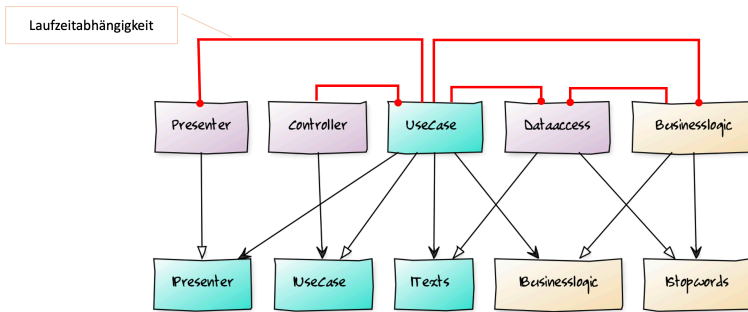 Laufzeitabhängigkeit
Presenter
Controller
UseCase
Dataaccess
Businesslogic
IPresenter
IUseCase
ITexts
IBusinesslogic
IStopwords